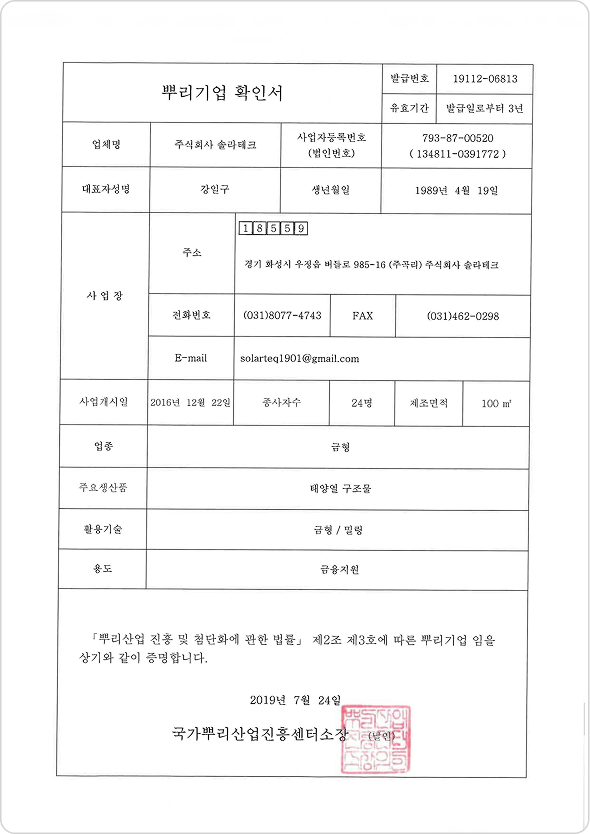 뿌리기업 확인서
발급번호 19112-06813
유효기간 발급일로부터 3년
업체명 주식회사 솔라테크 사업자등록번호 (법인번호) 793-87-00520 ( 134811-0391772 )
대표자성명 강일구 생년월일 1989년 4월 19일
사 업 장
주소 18559
경기 화성시 우정읍 버들로 985-16 (주곡리) 주식회사 솔라테크
전화번호 (031)8077-4743 FAX (031)462-0298
E-mail solarteq1901@gmail.com
사업개시일 2016년 12월 22일 종사자수 24명 제조면적 100 ㎡
업종 금형
주요생산품 태양열 구조물
활용기술 금형 / 밀링
용도 금융지원
「뿌리산업 진흥 및 첨단화에 관한 법률」 제2조 제3호에 따른 뿌리기업 임을
상기와 같이 증명합니다.
2019년 7월 24일
국가뿌리산업진흥센터소장 (날인)